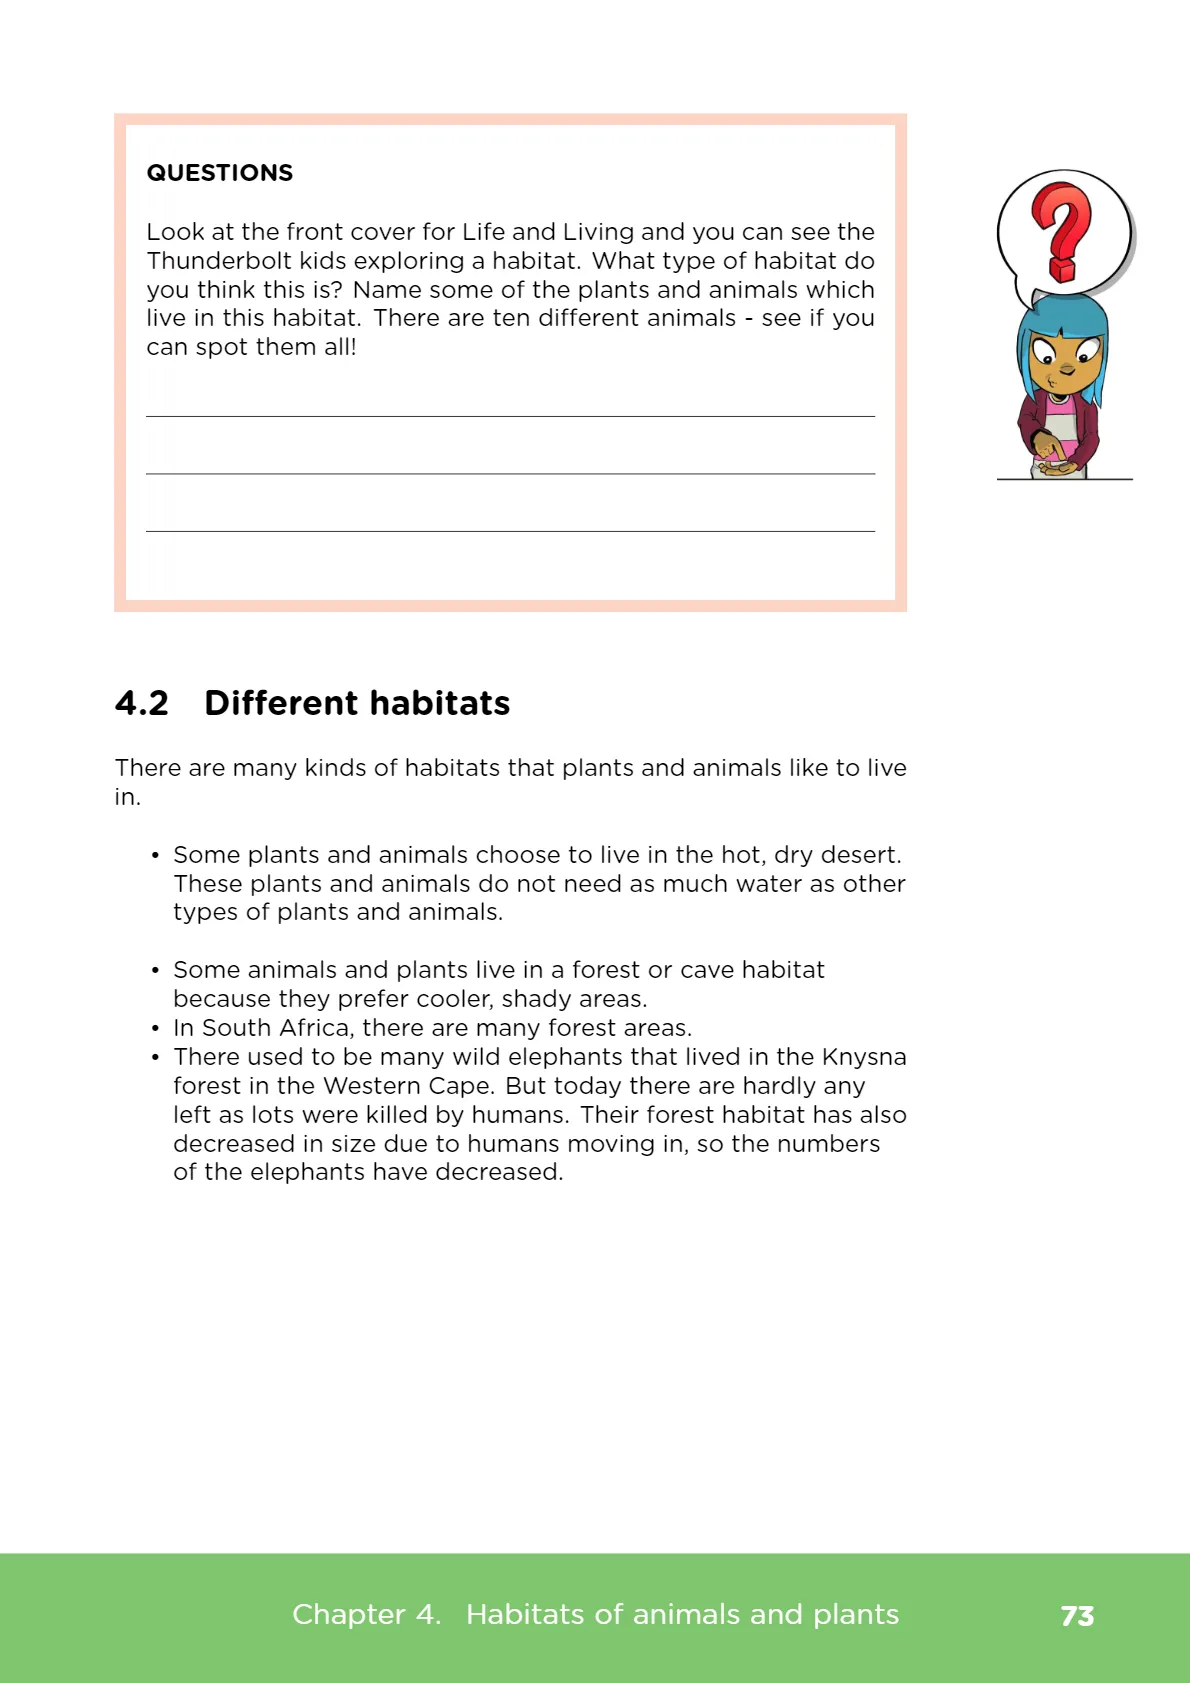 QUESTIONS
Look at the front cover for Life and Living and you can see the
Thunderbolt kids exploring a habitat. What type of habitat do
you think this is? Name some of the plants and animals which
live in this habitat. There are ten different animals - see if you
can spot them all!
?
4.2 Different habitats
There are many kinds of habitats that plants and animals like to live
in.
• Some plants and animals choose to live in the hot, dry desert.
These plants and animals do not need as much water as other
types of plants and animals.
• Some animals and plants live in a forest or cave habitat
because they prefer cooler, shady areas.
• In South Africa, there are many forest areas.
• There used to be many wild elephants that lived in the Knysna
forest in the Western Cape. But today there are hardly any
left as lots were killed by humans. Their forest habitat has also
decreased in size due to humans moving in, so the numbers
of the elephants have decreased.
Chapter 4. Habitats of animals and plants 73